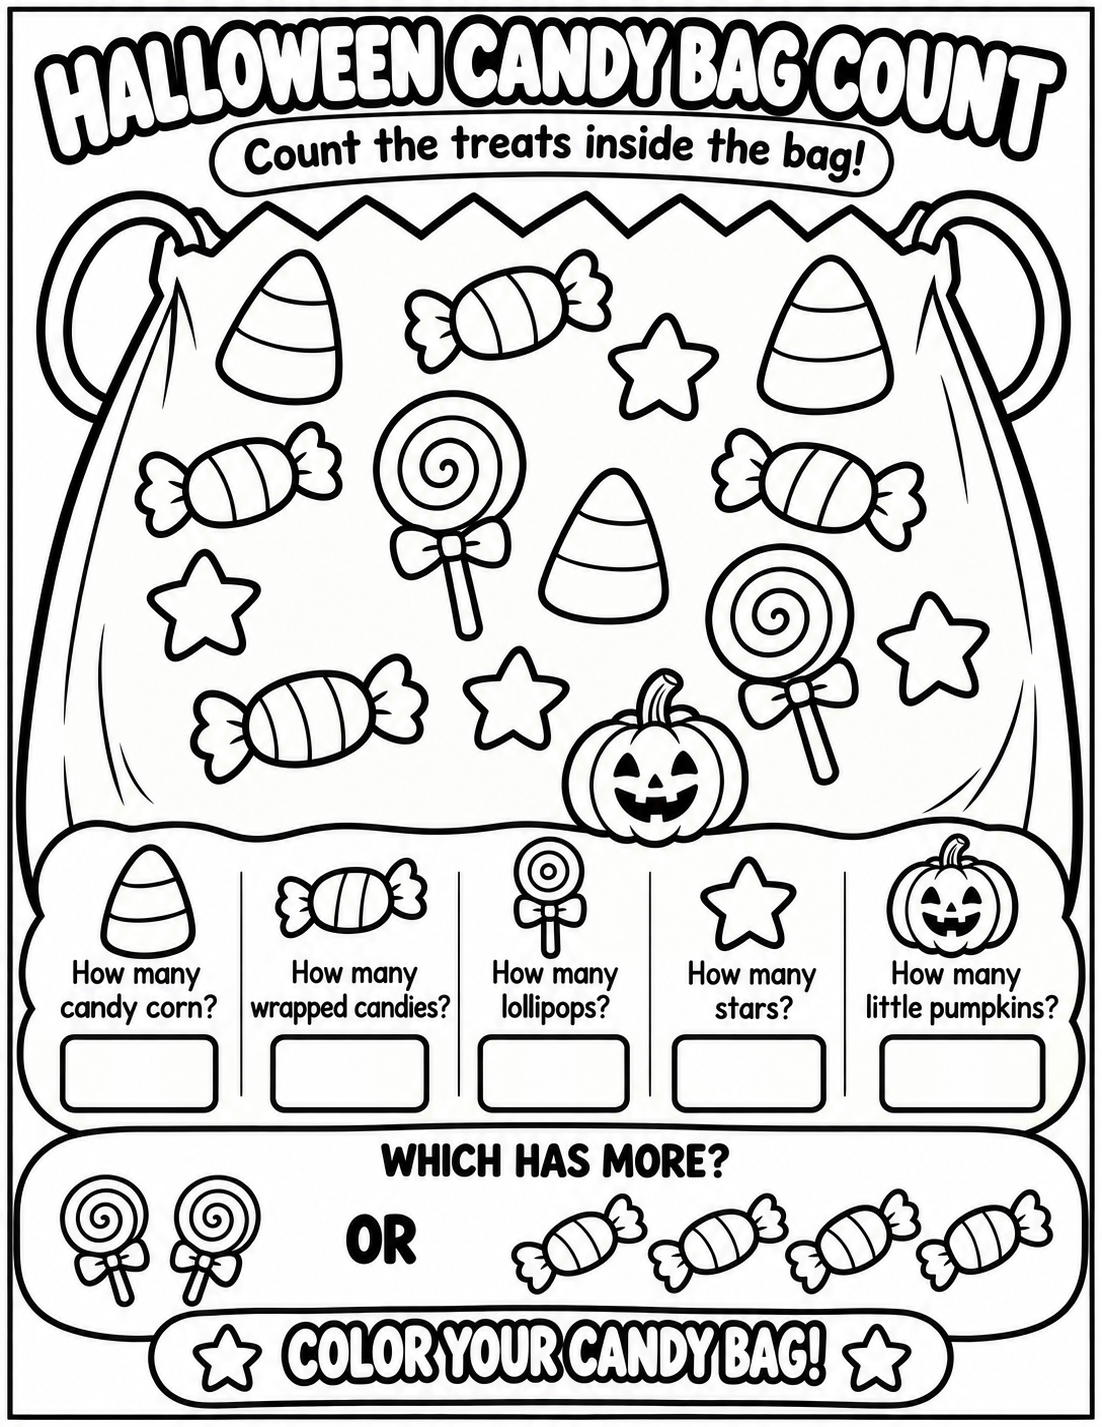 HALLOWEEN CANDY BAG COUNT
Count the treats inside the bag!
How many
candy corn?
How many
wrapped candies?
How many
lollipops?
How many
stars?
How many
little pumpkins?
WHICH HAS MORE?
OR
COLOR YOUR CANDY BAG!